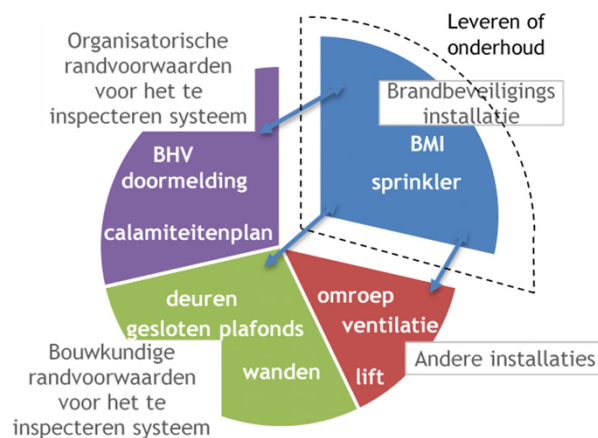 Leveren of
onderhoud
Organisatorische
randvoorwaarden
voor het te
inspecteren systeem
Brandbeveiligings
installatie
BMI
sprinkler
BHV
doormelding
calamiteitenplan
deuren
gesloten plafonds
wanden
omroep
ventilatie
lift
Bouwkundige
randvoorwaarden
voor het te
inspecteren systeem
Andere installaties